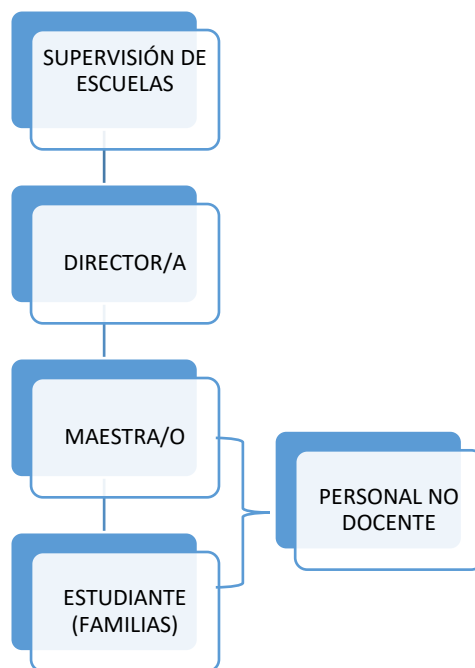 SUPERVISIÓN DE
ESCUELAS
DIRECTOR/A
MAESTRA/O
PERSONAL NO
DOCENTE
ESTUDIANTE
(FAMILIAS)